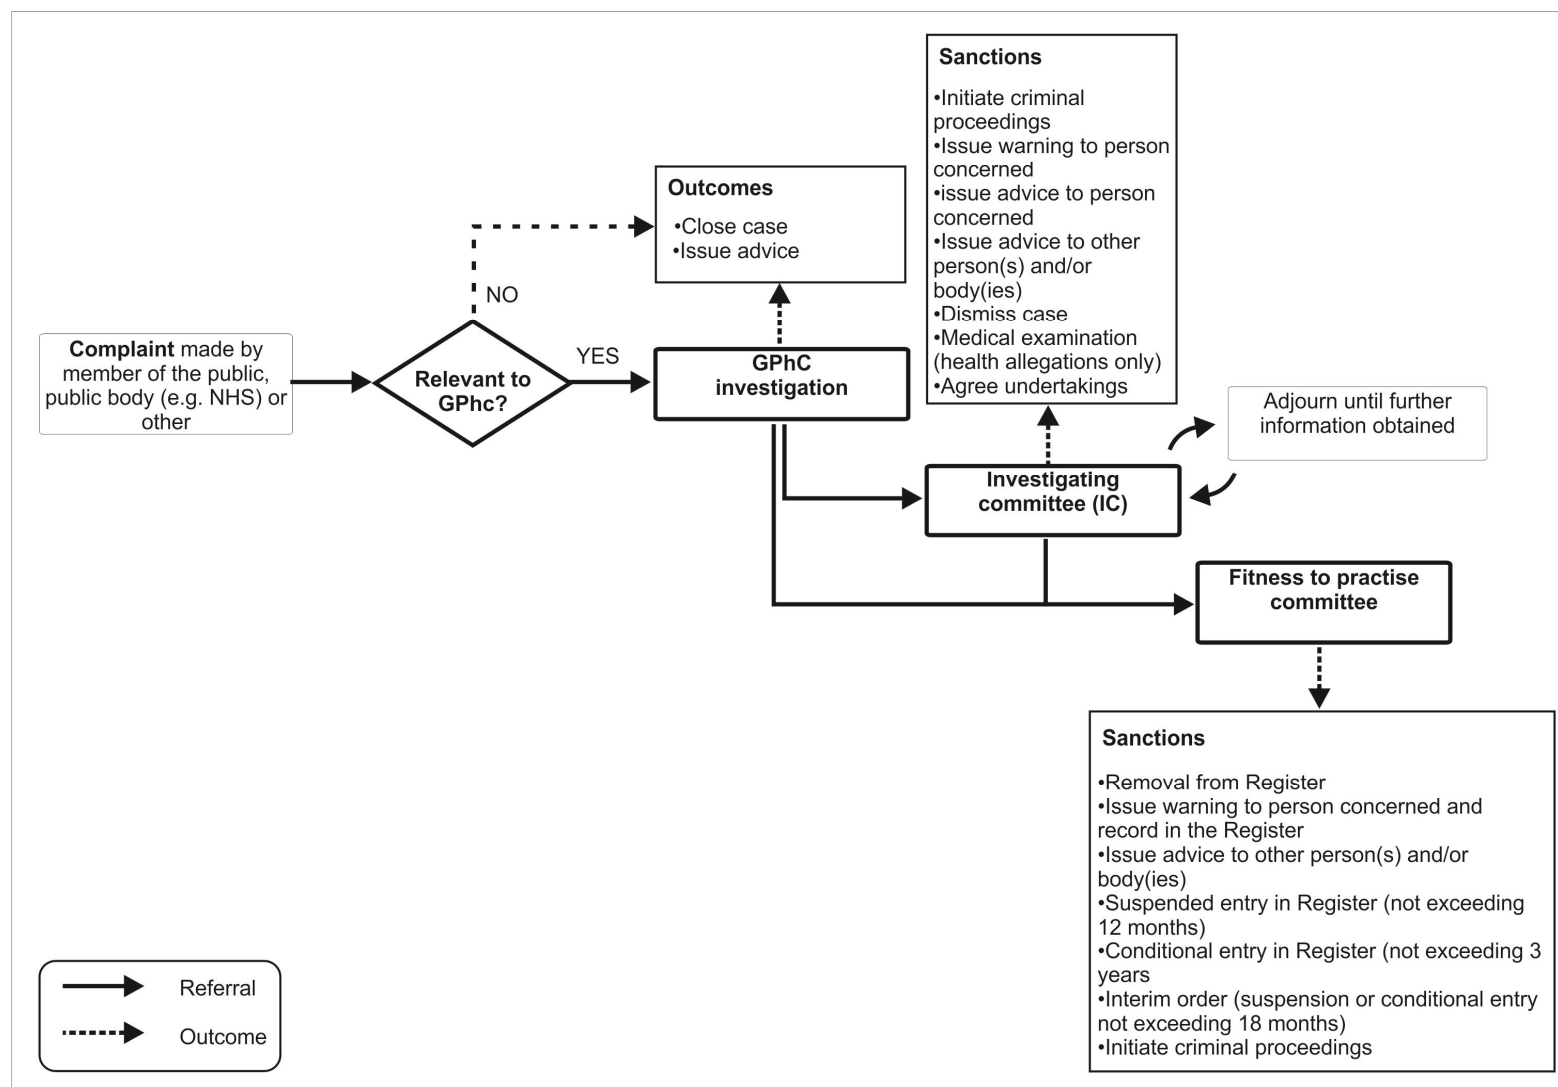 Sanctions
•Initiate criminal
proceedings
•Issue warning to person
concerned
•issue advice to person
concerned
•Issue advice to other
person(s) and/or
body(ies)
•Dismiss case
•Medical examination
(health allegations only)
•Agree undertakings
Outcomes
•Close case
•Issue advice
NO
Complaint made by
member of the public,
public body (e.g. NHS) or
other
Relevant to
GPhc?
YES
GPhC
investigation
Adjourn until further
information obtained
Investigating
committee (IC)
Fitness to practise
committee
Sanctions
•Removal from Register
•Issue warning to person concerned and
record in the Register
•Issue advice to other person(s) and/or
body(ies)
•Suspended entry in Register (not exceeding
12 months)
•Conditional entry in Register (not exceeding 3
years
•Interim order (suspension or conditional entry
not exceeding 18 months)
•Initiate criminal proceedings
Referral
Outcome